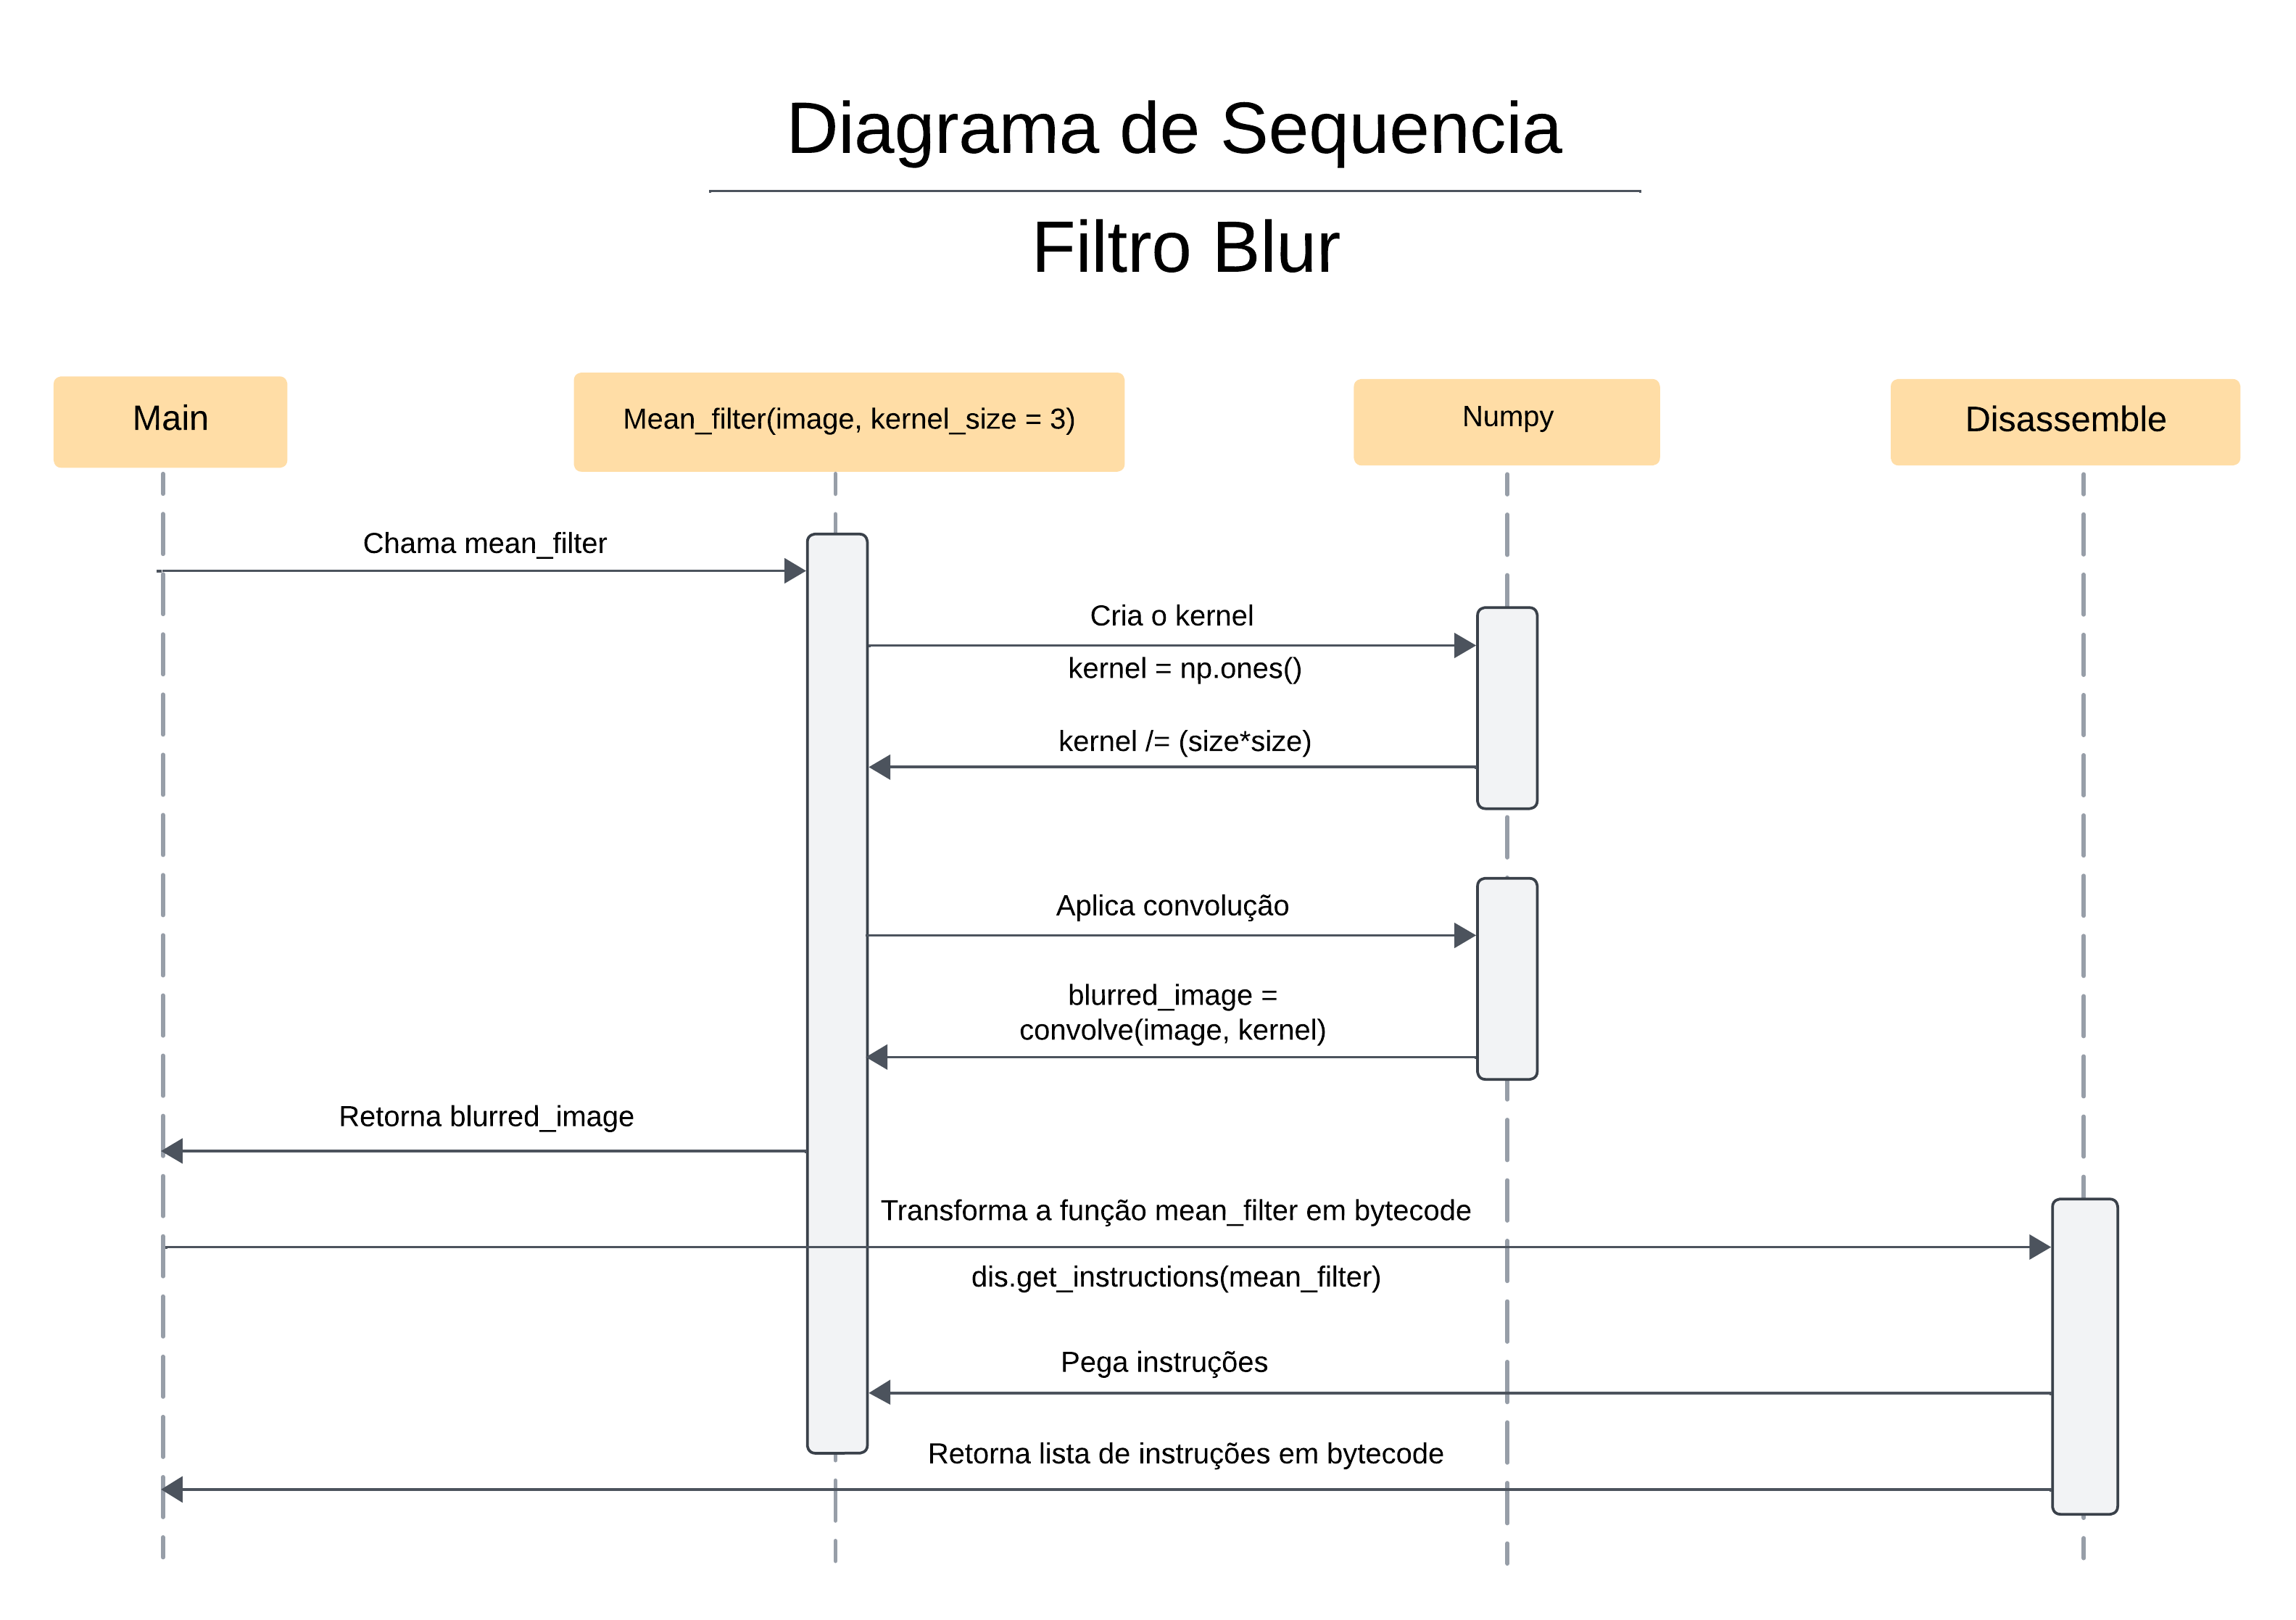 Diagrama de Sequencia
Filtro Blur
Main
Mean_filter(image, kernel_size = 3)
Numpy
Disassemble
Chama mean_filter
Cria o kernel
kernel = np.ones()
kernel /= (size*size)
Aplica convolução
blurred_image =
convolve(image, kernel)
Retorna blurred_image
Transforma a função mean_filter em bytecode
dis.get_instructions(mean_filter)
Pega instruções
Retorna lista de instruções em bytecode